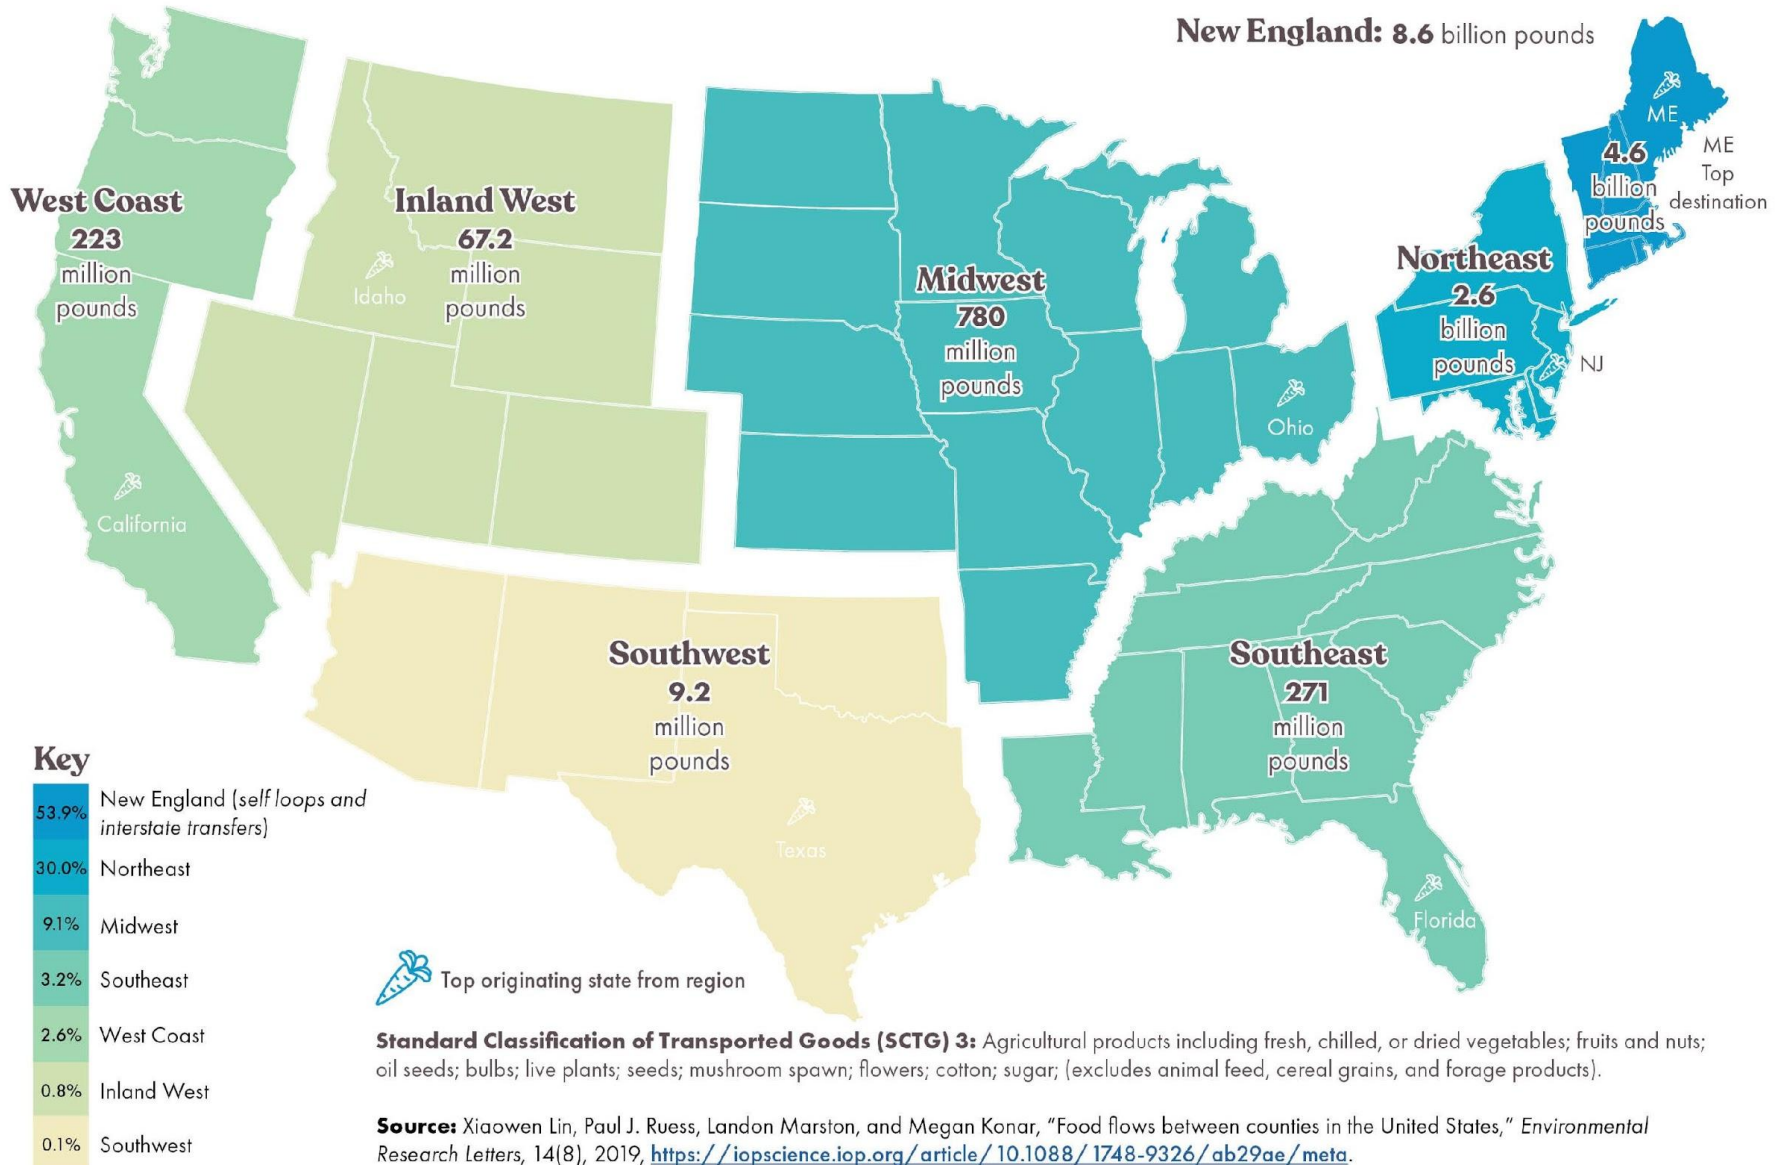 New England: 8.6 billion pounds
ME
ME
Top
destination
4.6
billion
pounds
West Coast
223
million
pounds
Inland West
67.2
million
pounds
Idaho
Midwest
780
million
pounds
Northeast
2.6
billion
pounds
NJ
Ohio
California
Southwest
9.2
million
pounds
Southeast
271
million
pounds
Texas
Florida
Key
53.9% New England (self loops and
interstate transfers)
30.0% Northeast
9.1% Midwest
3.2% Southeast
2.6% West Coast
0.8% Inland West
0.1% Southwest
Top originating state from region
Standard Classification of Transported Goods (SCTG) 3: Agricultural products including fresh, chilled, or dried vegetables; fruits and nuts;
oil seeds; bulbs; live plants; seeds; mushroom spawn; flowers; cotton; sugar; (excludes animal feed, cereal grains, and forage products).
Source: Xiaowen Lin, Paul J. Ruess, Landon Marston, and Megan Konar, “Food flows between counties in the United States,” Environmental
Research Letters, 14(8), 2019, https://iopscience.iop.org/article/10.1088/1748-9326/ab29ae/meta.